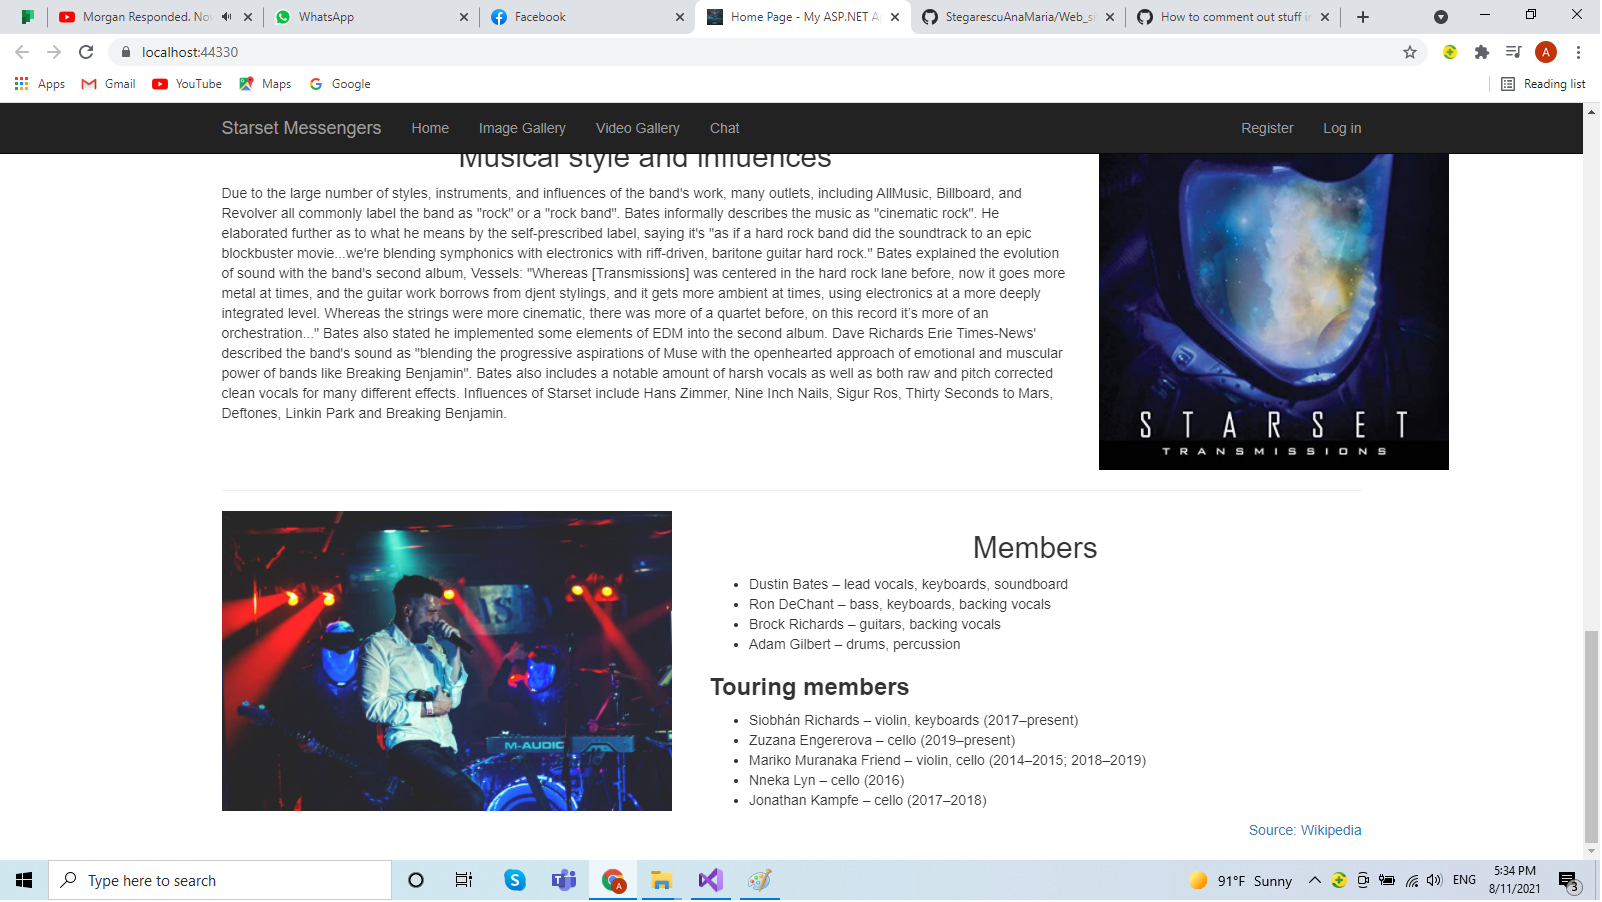 Morgan Responded. No
WhatsApp
Facebook
Home Page - My ASP.NET A
StegarescuAnaMaria/Web_si
How to comment out stuff in
localhost:44330
A
Apps
Gmail
YouTube
Maps
Google
Reading list
Starset Messengers
Home
Image Gallery
Video Gallery
Chat
Register
Log in
Musical style and influences
Due to the large number of styles, instruments, and influences of the band's work, many outlets, including AllMusic, Billboard, and
Revolver all commonly label the band as "rock" or a "rock band". Bates informally describes the music as "cinematic rock". He
elaborated further as to what he means by the self-prescribed label, saying it's "as if a hard rock band did the soundtrack to an epic
blockbuster movie...we're blending symphonics with electronics with riff-driven, baritone guitar hard rock." Bates explained the evolution
of sound with the band's second album, Vessels: "Whereas [Transmissions] was centered in the hard rock lane before, now it goes more
metal at times, and the guitar work borrows from djent stylings, and it gets more ambient at times, using electronics at a more deeply
integrated level. Whereas the strings were more cinematic, there was more of a quartet before, on this record it's more of an
orchestration..." Bates also stated he implemented some elements of EDM into the second album. Dave Richards Erie Times-News'
described the band's sound as "blending the progressive aspirations of Muse with the openhearted approach of emotional and muscular
power of bands like Breaking Benjamin". Bates also includes a notable amount of harsh vocals as well as both raw and pitch corrected
clean vocals for many different effects. Influences of Starset include Hans Zimmer, Nine Inch Nails, Sigur Ros, Thirty Seconds to Mars,
Deftones, Linkin Park and Breaking Benjamin.
STARSET
TRANSMISSIONS
M-AUDIO
Members
• Dustin Bates – lead vocals, keyboards, soundboard
• Ron DeChant – bass, keyboards, backing vocals
• Brock Richards – guitars, backing vocals
• Adam Gilbert – drums, percussion
Touring members
• Siobhán Richards – violin, keyboards (2017–present)
• Zuzana Engererova – cello (2019–present)
• Mariko Muranaka Friend – violin, cello (2014–2015; 2018–2019)
• Nneka Lyn – cello (2016)
• Jonathan Kampfe – cello (2017–2018)
Source: Wikipedia
Type here to search
A
91°F Sunny
ENG
5:34 PM
8/11/2021
3